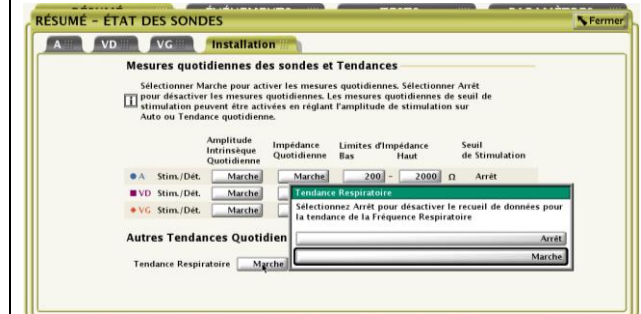 RÉSUMÉ - ÉTAT DES SONDES
Fermer
A VD VG Installation
Mesures quotidiennes des sondes et Tendances
Sélectionner Marche pour activer les mesures quotidiennes. Sélectionner Arrêt
pour désactiver les mesures quotidiennes. Les mesures quotidiennes de seuil de
stimulation peuvent être activées en réglant l'amplitude de stimulation sur
Auto ou Tendance quotidienne.
Amplitude
Intrinsèque
Quotidienne
Impédance
Quotidienne
Limites d'Impédance
Bas Haut
Seuil
de Stimulation
A Stim./Dét. Marche Marche 200 - 2000 Ω Arrêt
VD Stim./Dét. Marche
VG Stim./Dét. Marche
Tendance Respiratoire
Sélectionnez Arrêt pour désactiver le recueil de données pour
la tendance de la Fréquence Respiratoire
Arrêt
Marche
Autres Tendances Quotidien
Tendance Respiratoire Marche